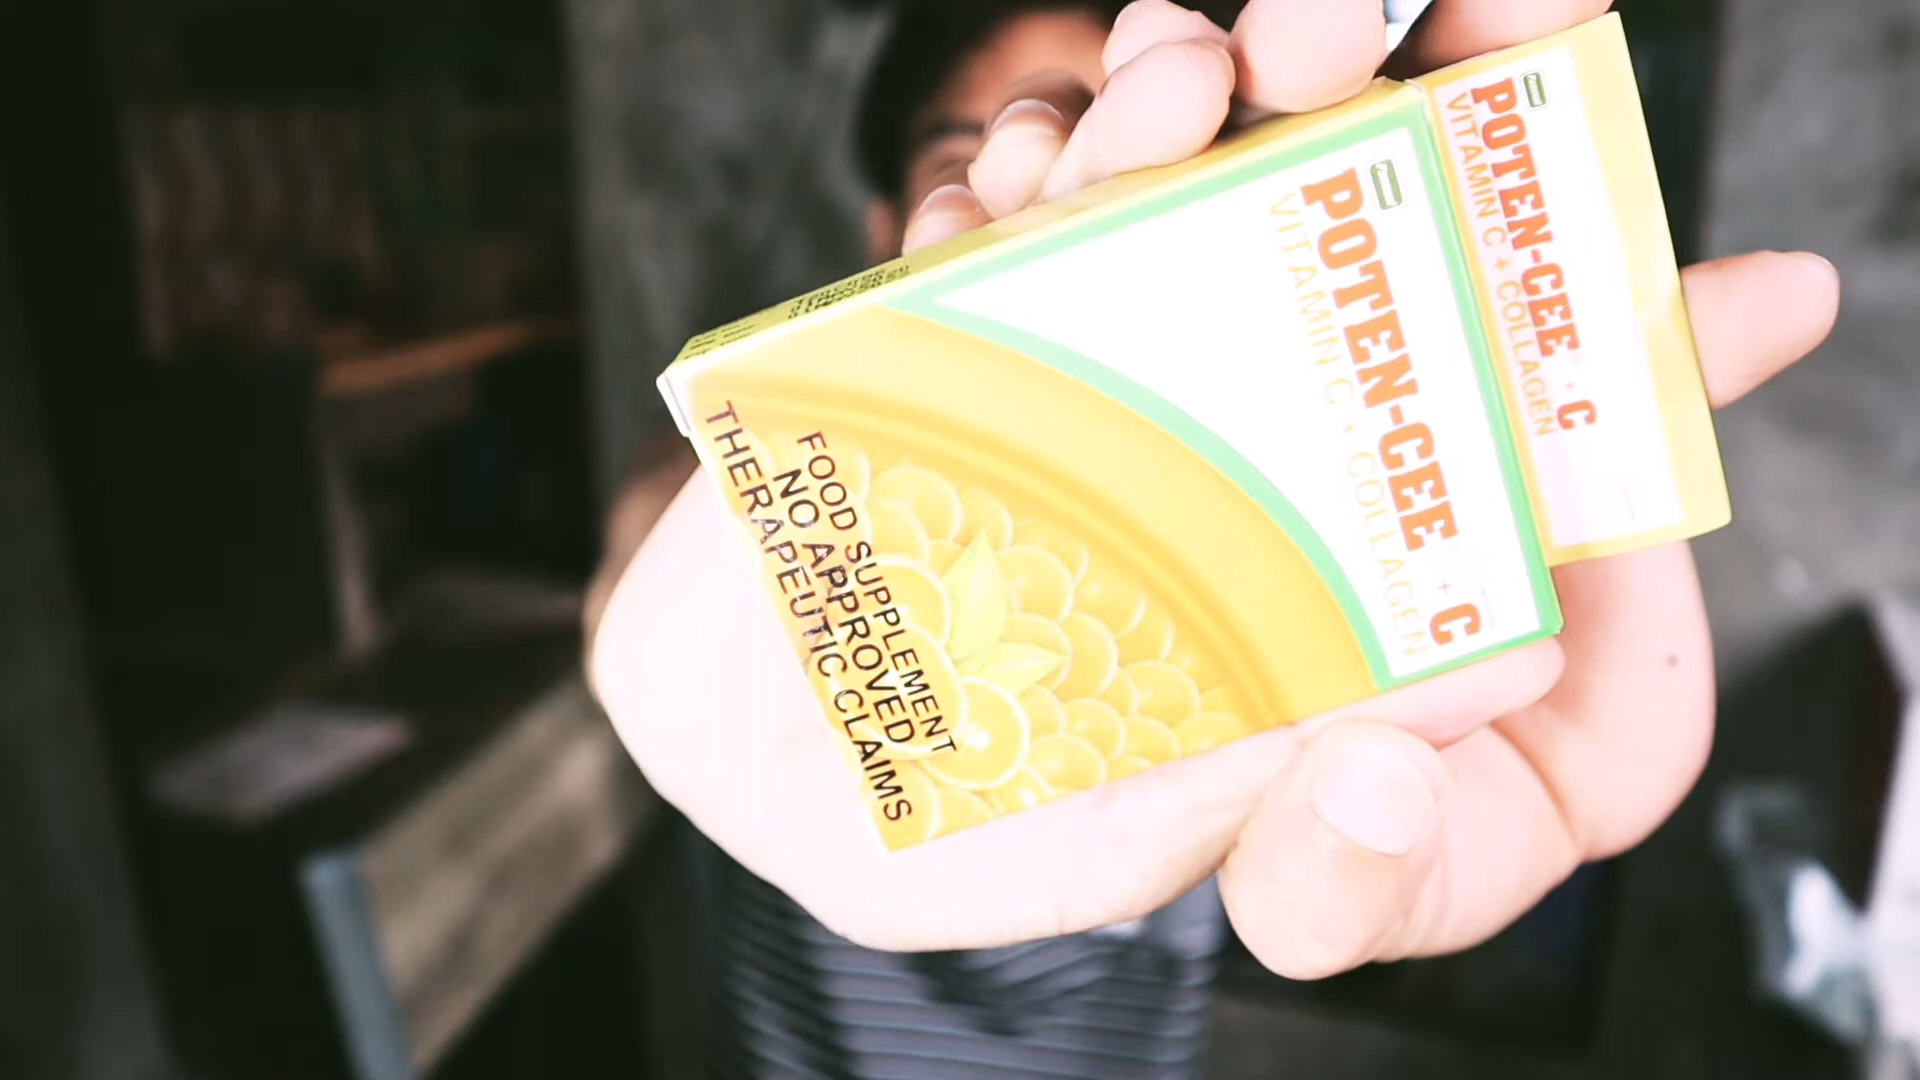 POTEN-CEE® + C
VITAMIN C + COLLAGEN
POTEN-CEE + C
VITAMIN C + COLLAGEN
FOOD SUPPLEMENT
NO APPROVED
THERAPEUTIC CLAIMS